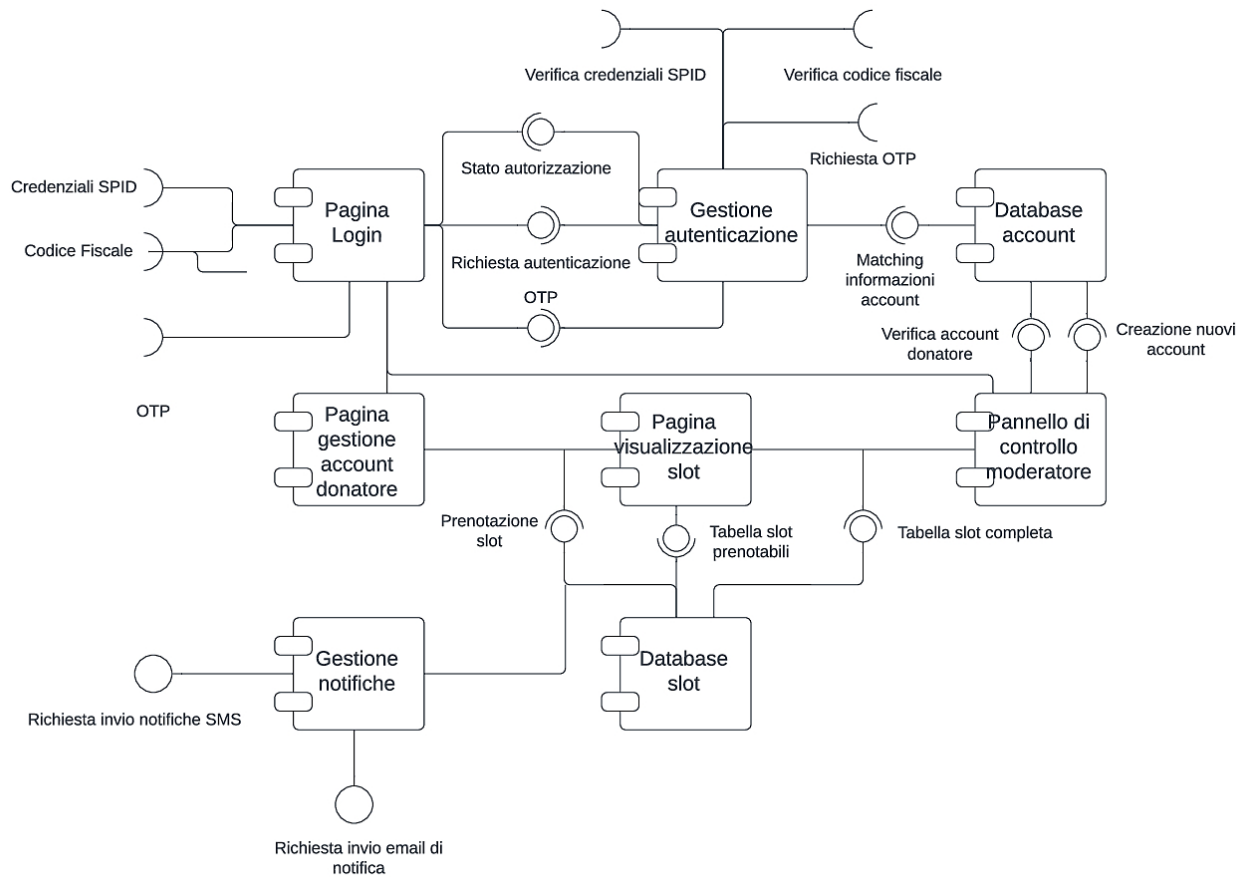 Verifica credenziali SPID
Verifica codice fiscale
Stato autorizzazione
Richiesta OTP
Credenziali SPID
Pagina
Login
Gestione
autenticazione
Database
account
Codice Fiscale
Richiesta autenticazione
Matching
informazioni
account
OTP
Verifica account
donatore
Creazione nuovi
account
OTP
Pagina
gestione
account
donatore
Pagina
visualizzazione
slot
Pannello di
controllo
moderatore
Prenotazione
slot
Tabella slot
prenotabili
Tabella slot completa
Gestione
notifiche
Database
slot
Richiesta invio notifiche SMS
Richiesta invio email di
notifica